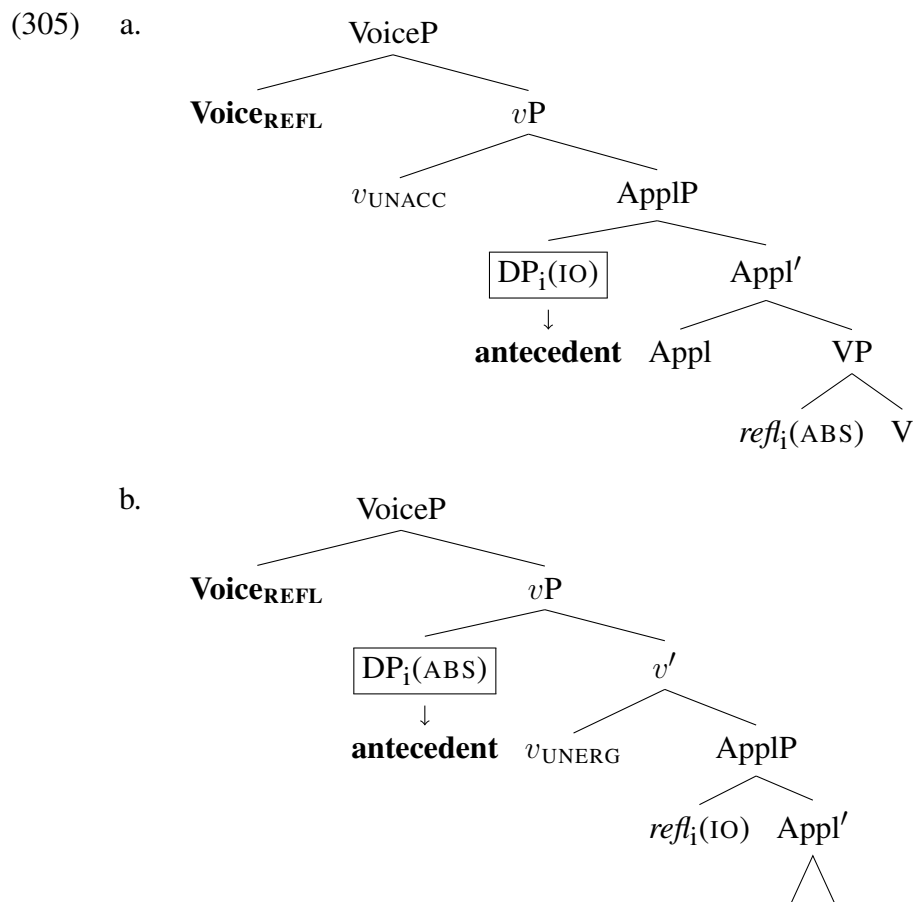 (305) a.
VoiceP
Voice_REFL vP
v_UNACC ApplP
DP_i(IO) Appl′
↓
antecedent Appl VP
refl_i(ABS) V
b.
VoiceP
Voice_REFL vP
DP_i(ABS) v′
↓
antecedent v_UNERG ApplP
refl_i(IO) Appl′